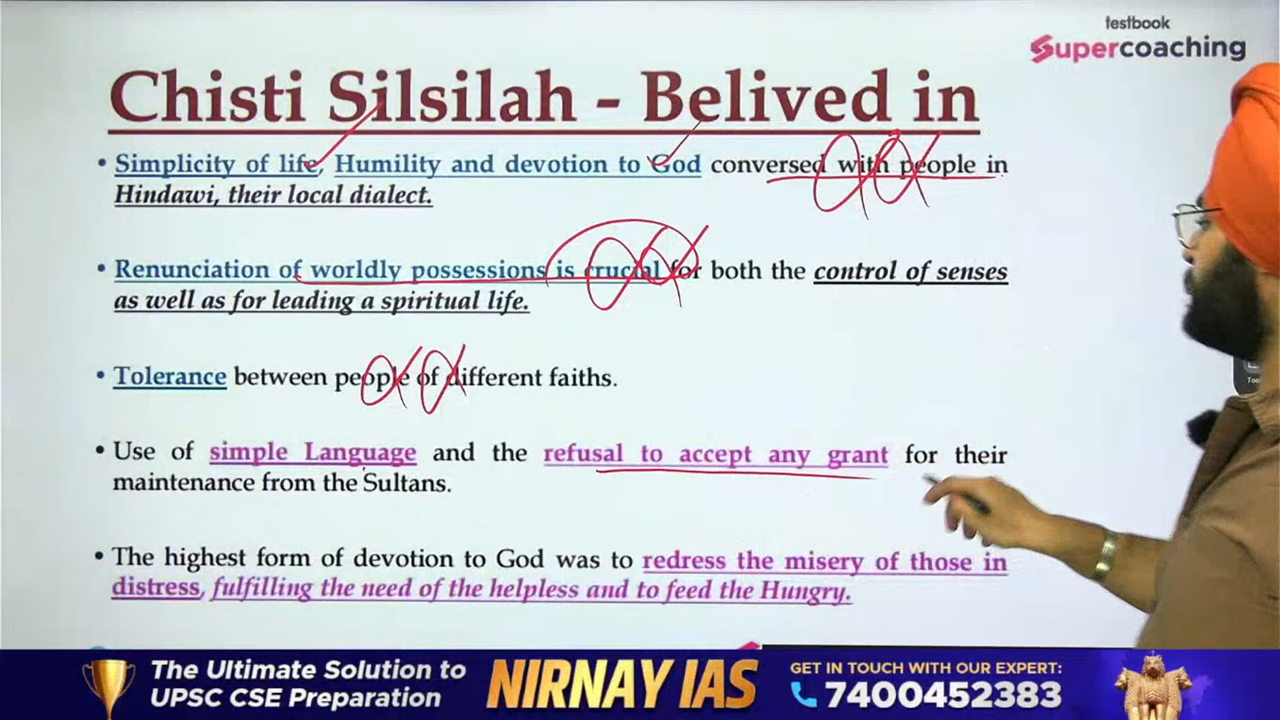 testbook
Supercoaching
Chisti Silsilah - Belived in
• Simplicity of life, Humility and devotion to God conversed with people in
Hindawi, their local dialect.
• Renunciation of worldly possessions is crucial for both the control of senses
as well as for leading a spiritual life.
• Tolerance between people of different faiths.
• Use of simple Language and the refusal to accept any grant for their
maintenance from the Sultans.
• The highest form of devotion to God was to redress the misery of those in
distress, fulfilling the need of the helpless and to feed the Hungry.
The Ultimate Solution to
UPSC CSE Preparation
NIRNAY IAS
GET IN TOUCH WITH OUR EXPERT:
7400452383